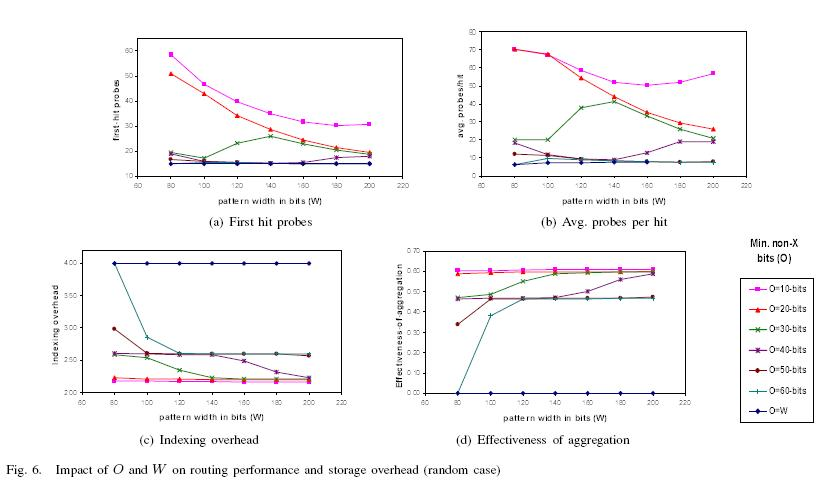 60
50
40
30
20
10
first-hit probes
60 80 100 120 140 160 180 200 220
pattern width in bits (W)
(a) First hit probes
80
70
60
50
40
30
20
10
0
avg. probes/hit
60 80 100 120 140 160 180 200 220
pattern width in bits (W)
(b) Avg. probes per hit
4.00
3.50
3.00
2.50
2.00
Indexing overhead
60 80 100 120 140 160 180 200 220
pattern width in bits (W)
(c) Indexing overhead
0.70
0.60
0.50
0.40
0.30
0.20
0.10
0.00
Effectiveness-of-aggregation
60 80 100 120 140 160 180 200 220
pattern width in bits (W)
(d) Effectiveness of aggregation
Min. non-X
bits (O)
O=10-bits
O=20-bits
O=30-bits
O=40-bits
O=50-bits
O=60-bits
O=W
Fig. 6. Impact of O and W on routing performance and storage overhead (random case)